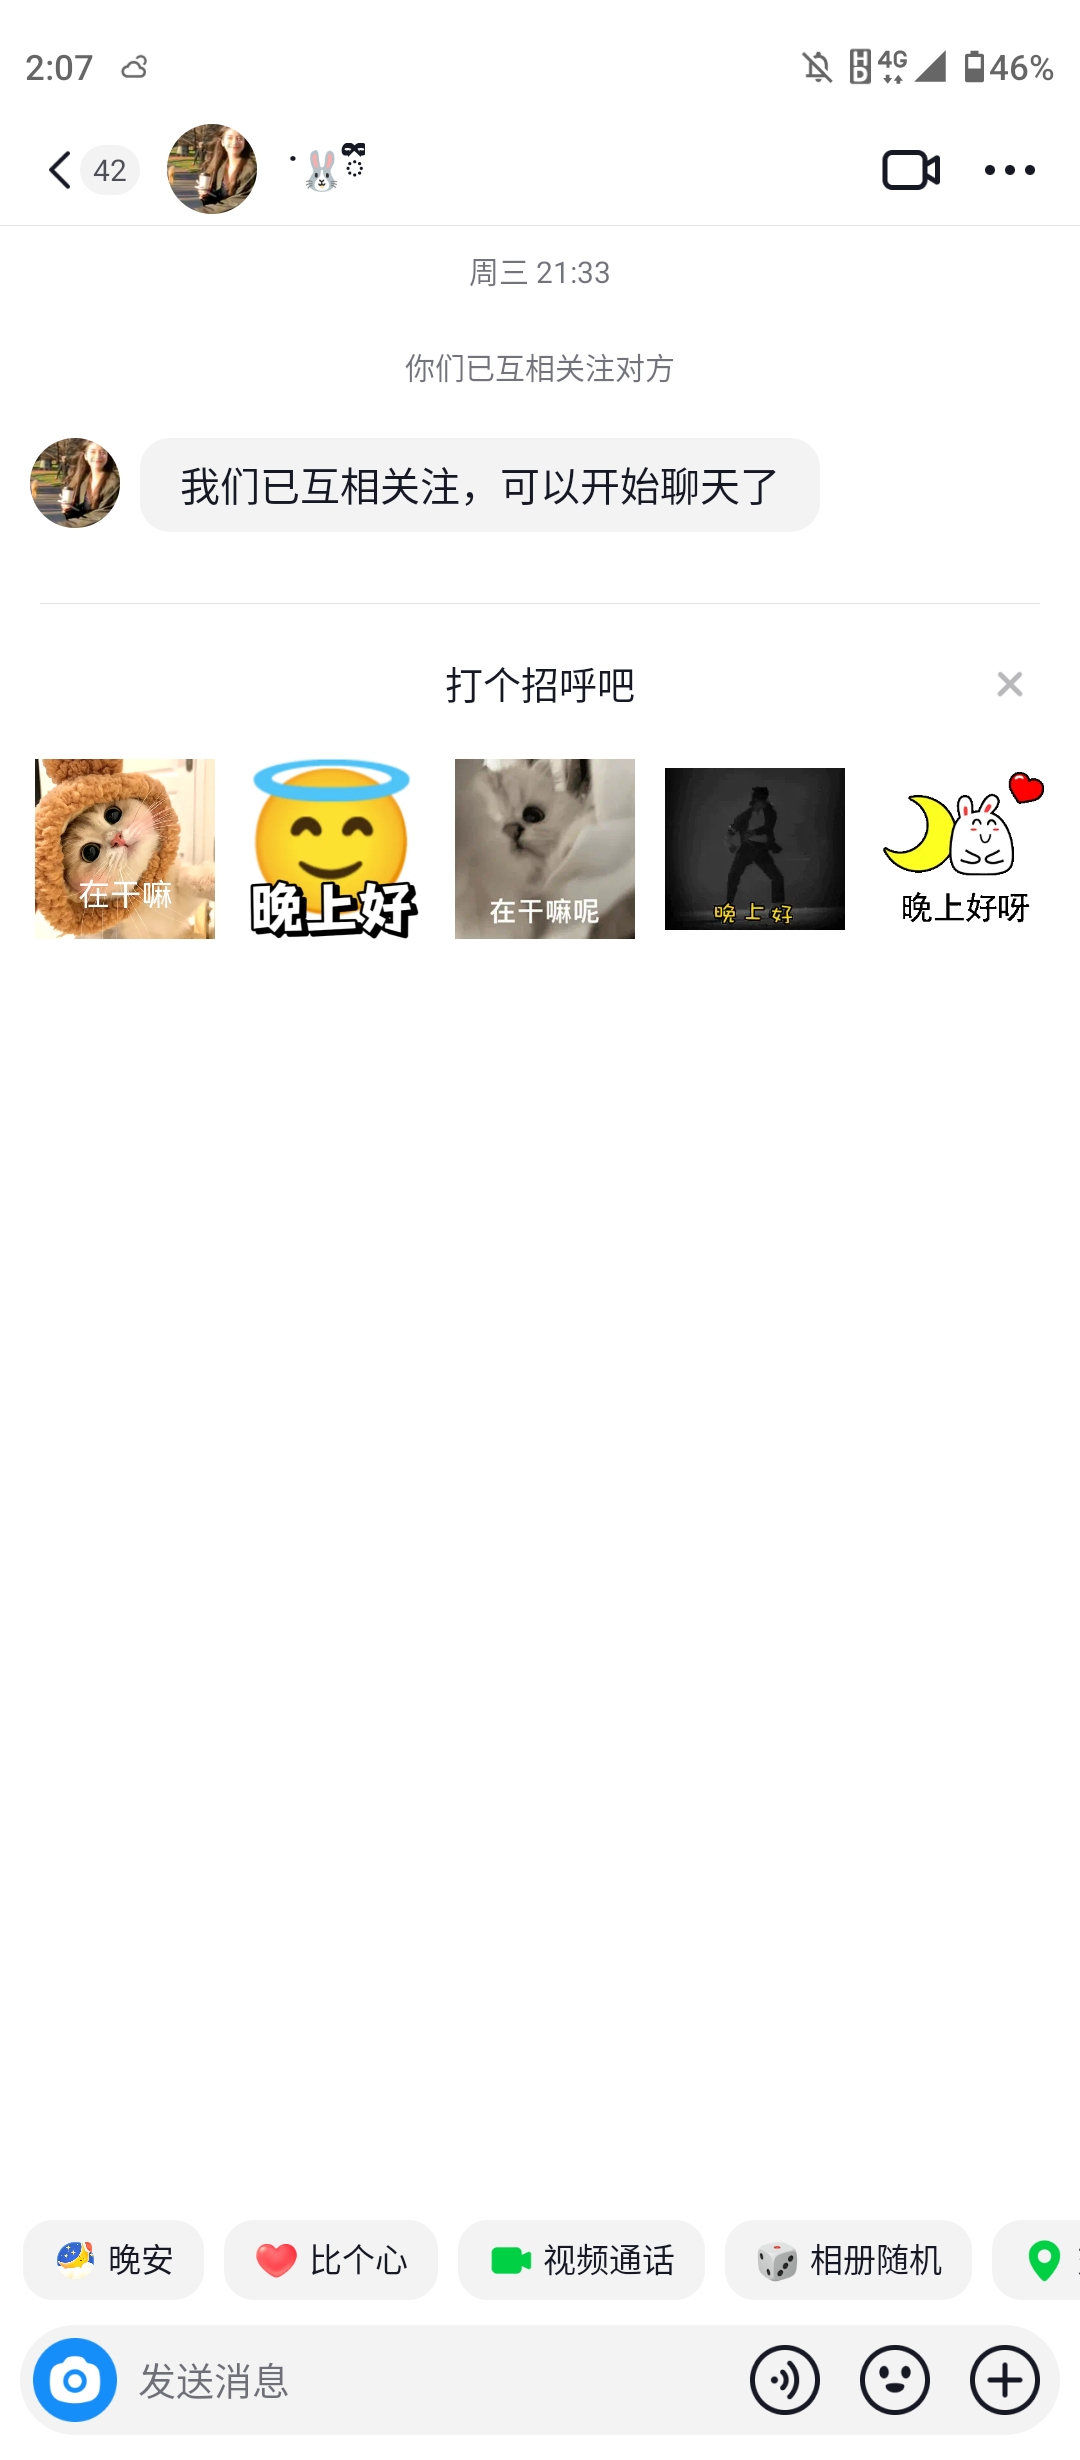 2:07
HD 4G 46%
42
周三 21:33
你们已互相关注对方
我们已互相关注，可以开始聊天了
打个招呼吧
在干嘛
晚上好
在干嘛呢
晚上好
晚上好呀
晚安
比个心
视频通话
相册随机
发送消息